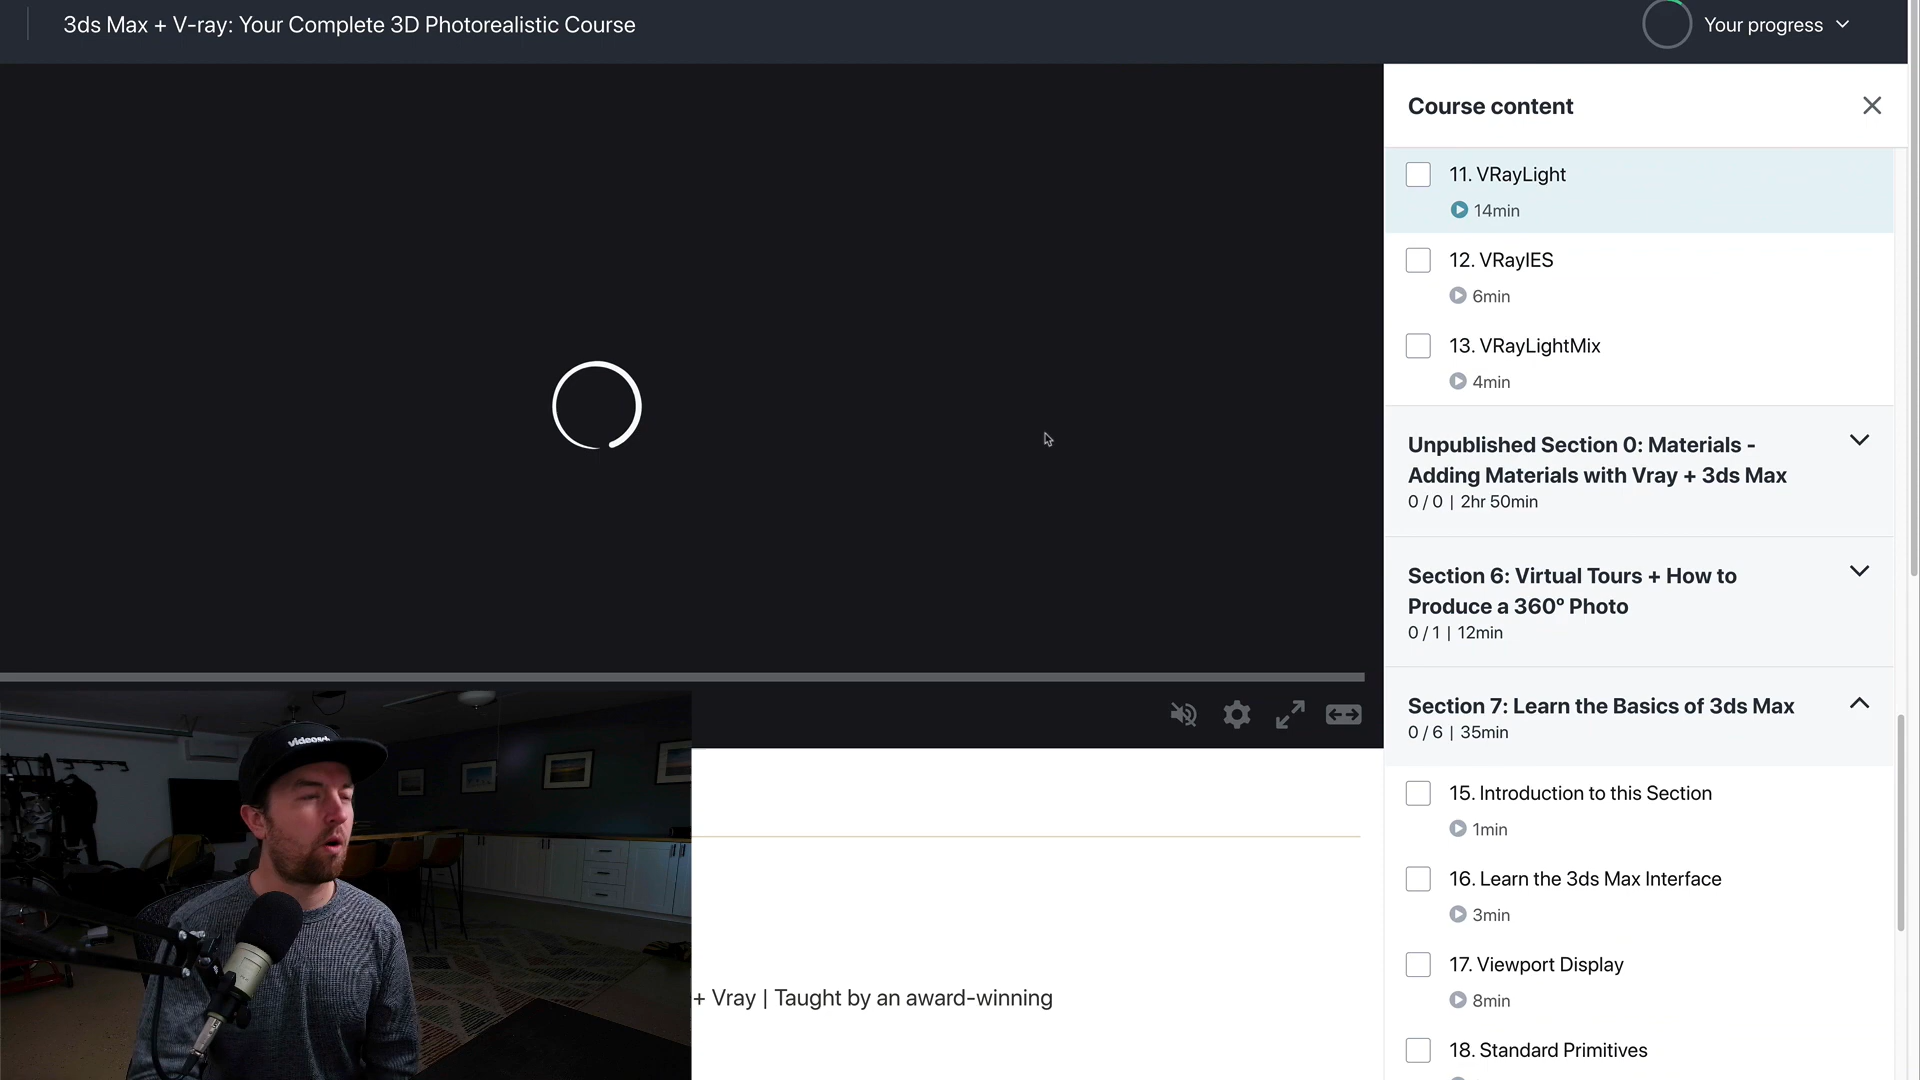 3ds Max + V-ray: Your Complete 3D Photorealistic Course
Your progress
Course content
11. VRayLight
14min
12. VRayIES
6min
13. VRayLightMix
4min
Unpublished Section 0: Materials -
Adding Materials with Vray + 3ds Max
0 / 0 | 2hr 50min
Section 6: Virtual Tours + How to
Produce a 360° Photo
0 / 1 | 12min
Section 7: Learn the Basics of 3ds Max
0 / 6 | 35min
15. Introduction to this Section
1min
16. Learn the 3ds Max Interface
3min
17. Viewport Display
8min
18. Standard Primitives
+ Vray | Taught by an award-winning